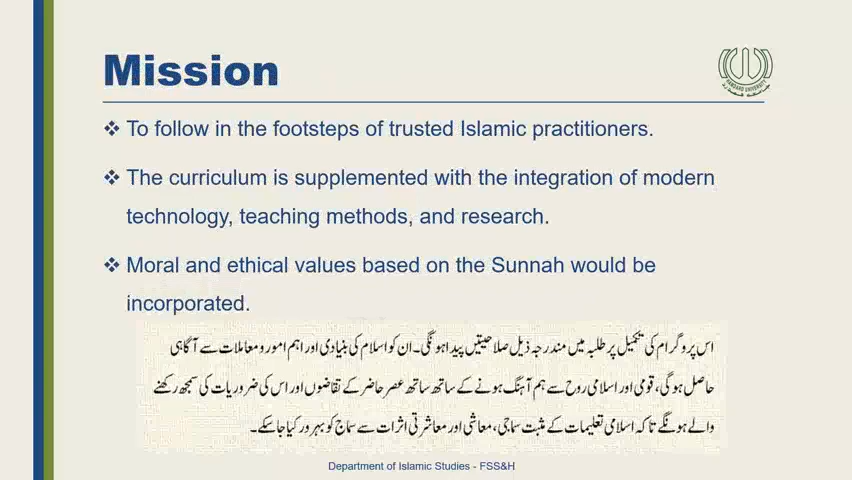 Mission
HAMDARD UNIVERSITY
❖ To follow in the footsteps of trusted Islamic practitioners.
❖ The curriculum is supplemented with the integration of modern
technology, teaching methods, and research.
❖ Moral and ethical values based on the Sunnah would be
incorporated.
اس پروگرام کی تکمیل پر طلبہ میں مندرجہ ذیل صلاحیتیں پیدا ہونگی۔ ان کو اسلام کی بنیادی اور اہم امور و معاملات سے آگاہی
حاصل ہوگی، قومی اور اسلامی روح سے ہم آہنگ ہونے کے ساتھ ساتھ عصر حاضر کے تقاضوں اور اس کی ضروریات کی سمجھ رکھنے
والے ہونگے تاکہ اسلامی تعلیمات کے مثبت سماجی، معاشی اور معاشرتی اثرات سے سماج کو بہرور کیا جاسکے۔
Department of Islamic Studies - FSS&H